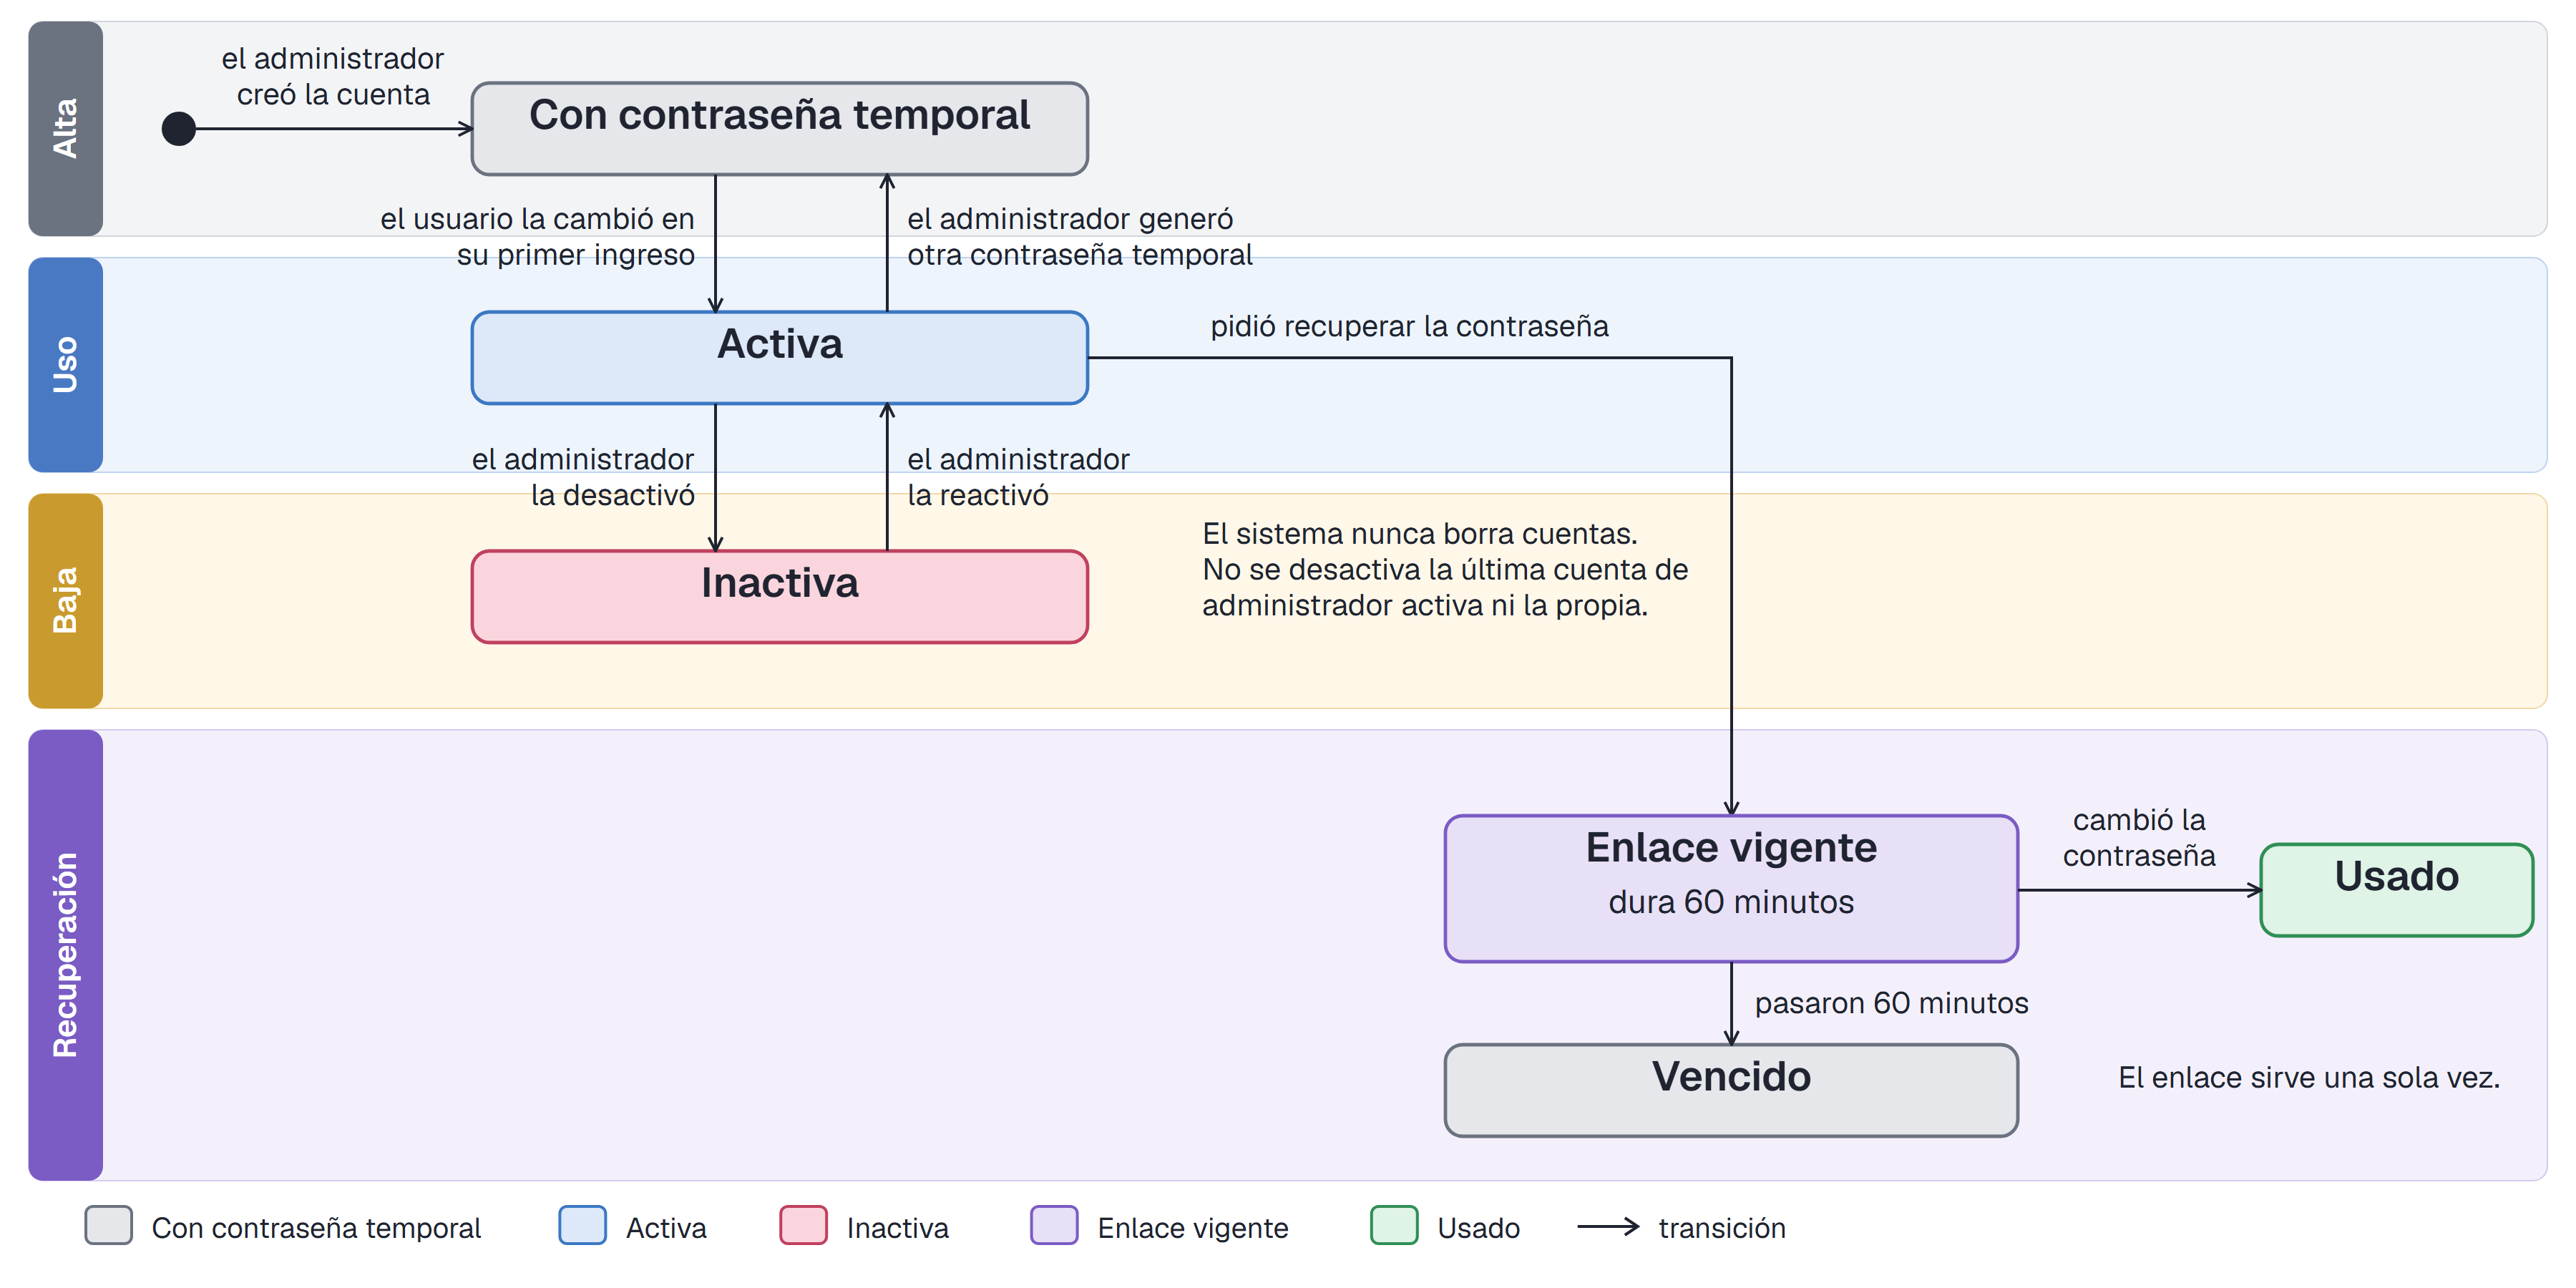 Alta
el administrador
creó la cuenta
Con contraseña temporal
el usuario la cambió en
su primer ingreso
el administrador generó
otra contraseña temporal
Uso
Activa
pidió recuperar la contraseña
el administrador
la desactivó
el administrador
la reactivó
Baja
Inactiva
El sistema nunca borra cuentas.
No se desactiva la última cuenta de
administrador activa ni la propia.
Recuperación
Enlace vigente
dura 60 minutos
cambió la
contraseña
Usado
pasaron 60 minutos
Vencido
El enlace sirve una sola vez.
Con contraseña temporal
Activa
Inactiva
Enlace vigente
Usado
transición